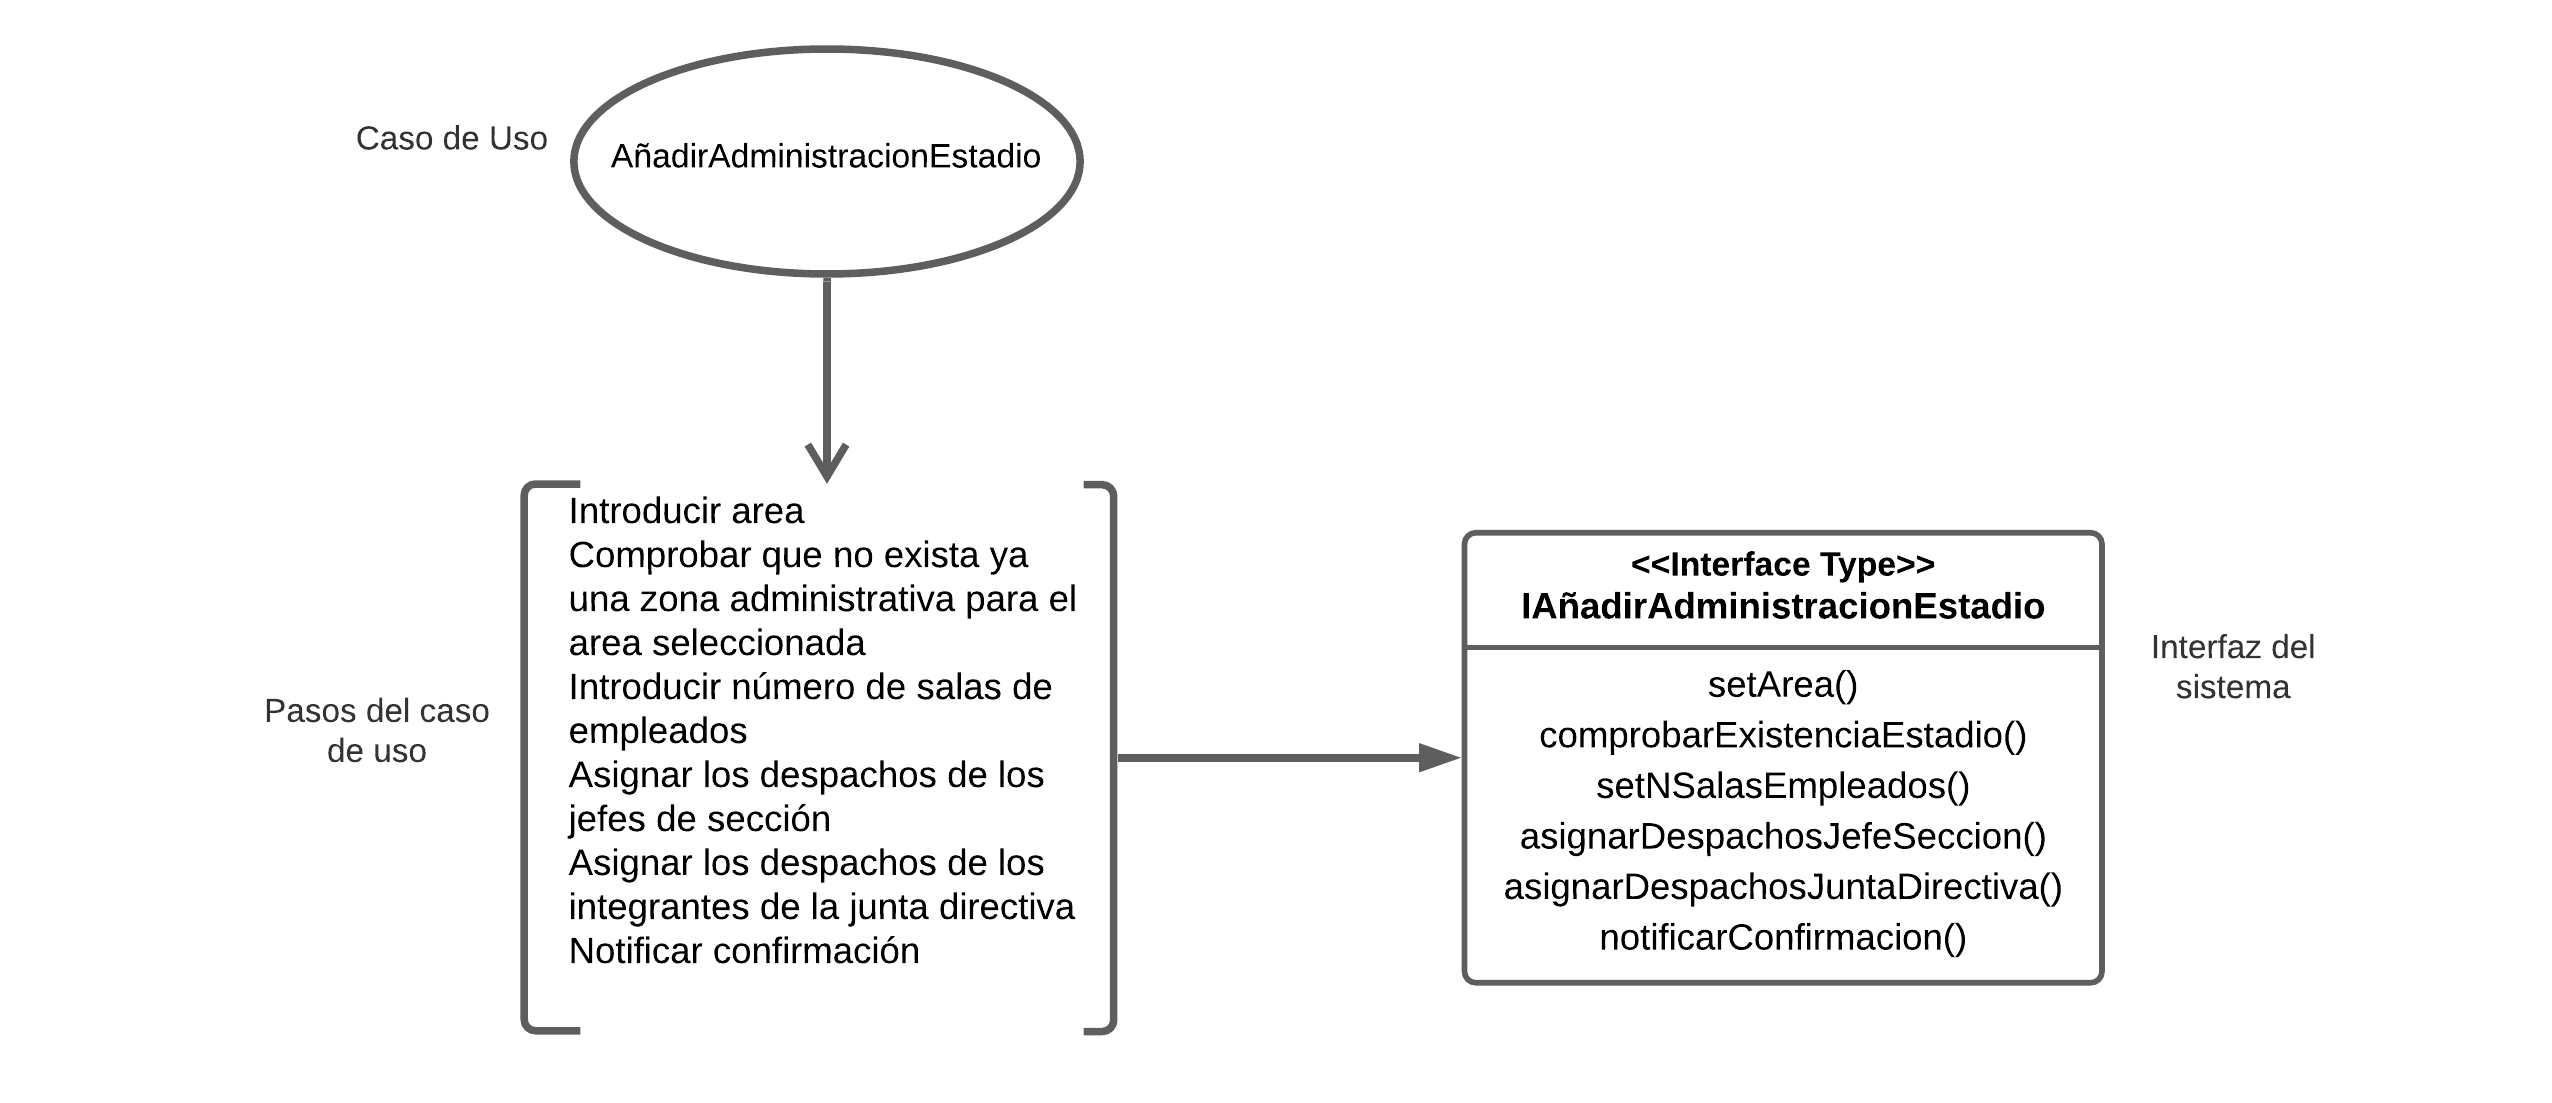 Caso de Uso
AñadirAdministracionEstadio
Pasos del caso
de uso
Introducir area
Comprobar que no exista ya
una zona administrativa para el
area seleccionada
Introducir número de salas de
empleados
Asignar los despachos de los
jefes de sección
Asignar los despachos de los
integrantes de la junta directiva
Notificar confirmación
<<Interface Type>>
IAñadirAdministracionEstadio
setArea()
comprobarExistenciaEstadio()
setNSalasEmpleados()
asignarDespachosJefeSeccion()
asignarDespachosJuntaDirectiva()
notificarConfirmacion()
Interfaz del
sistema